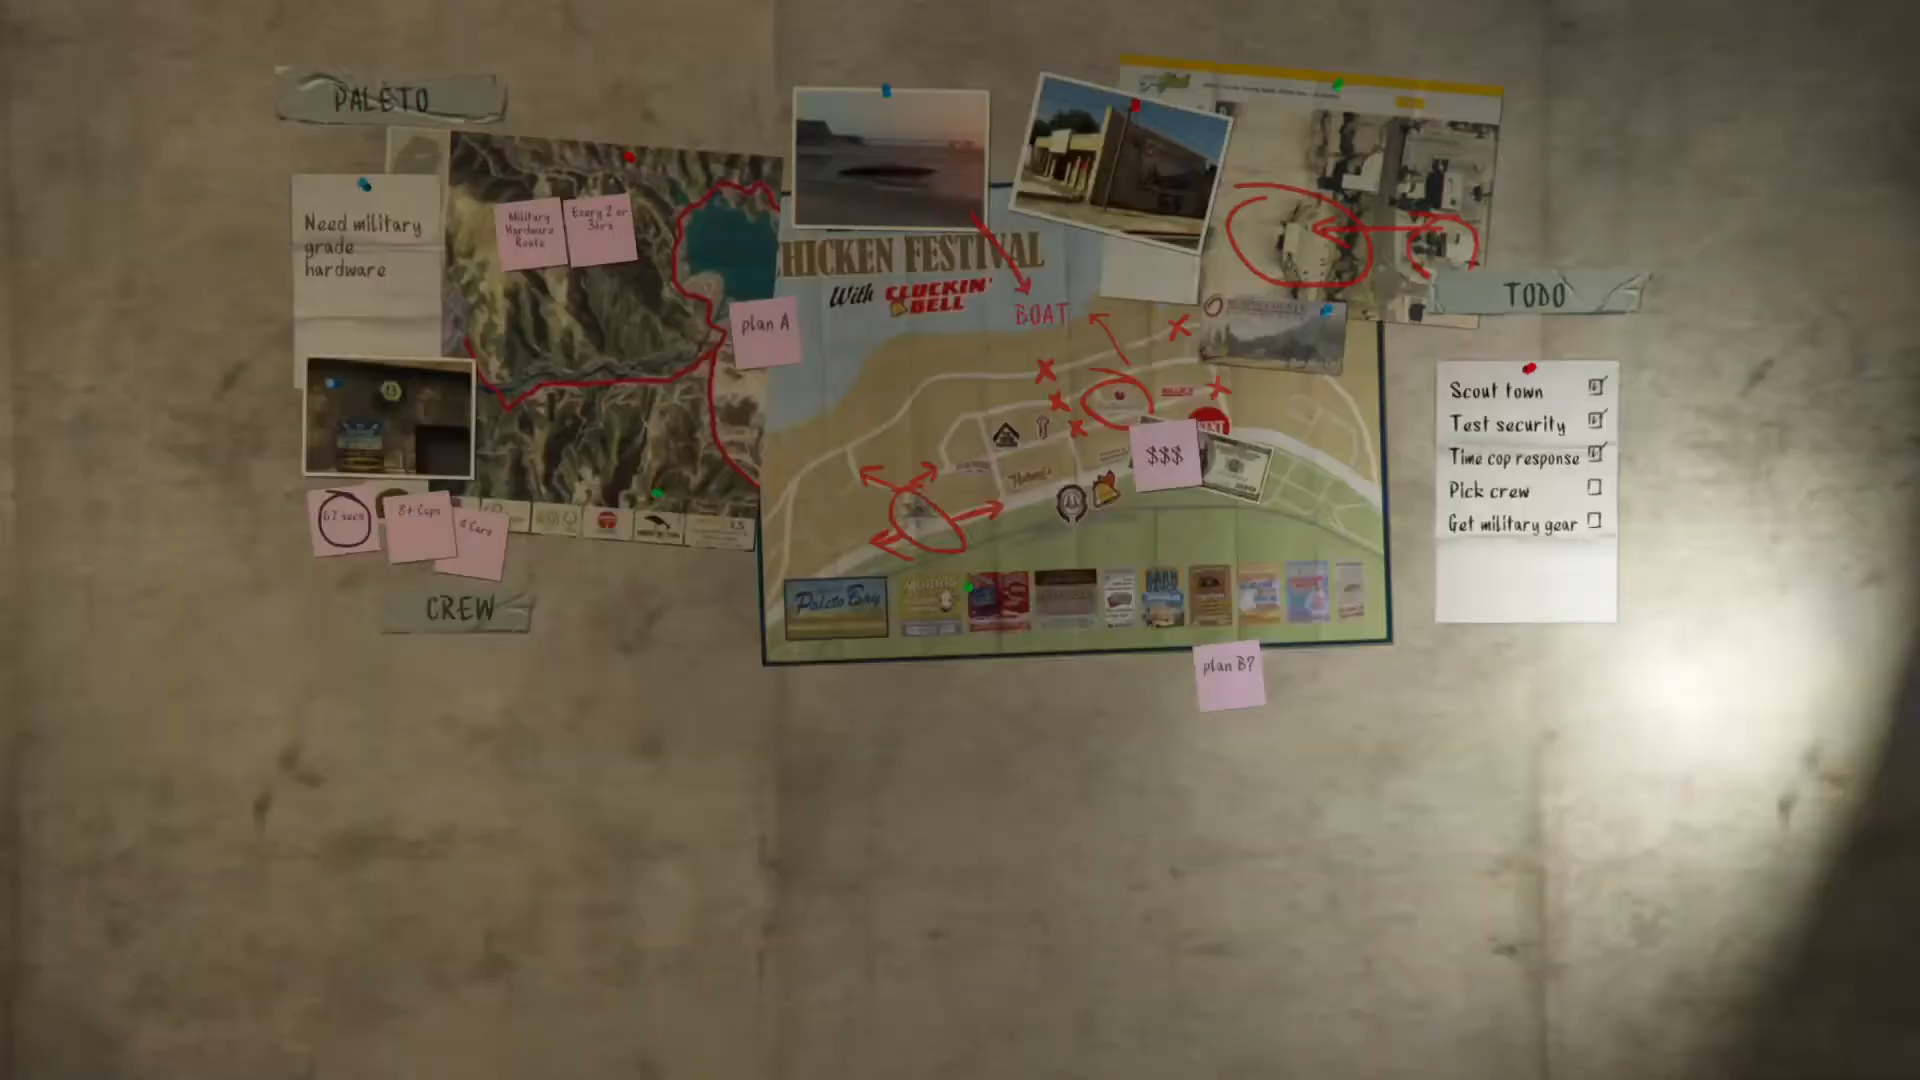 PALETO
Need military
grade
hardware
Military
Hardware
Route
Every 2 or
3hrs
plan A
CHICKEN FESTIVAL
With CLUCKIN'
BELL
BOAT
$$$
67 secs
8+ Cops
4 Cars
CREW
Paleto Bay
plan B?
TODO
Scout town
Test security
Time cop response
Pick crew
Get military gear